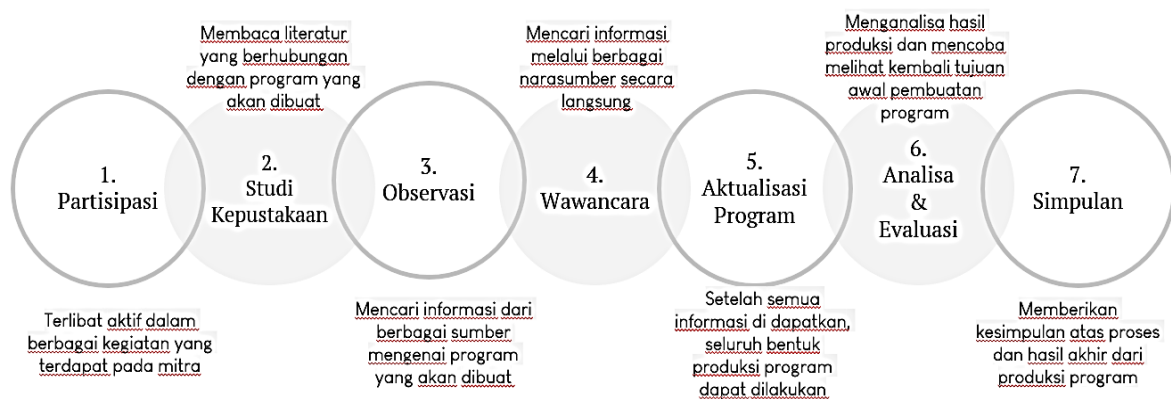 1.
Partisipasi
Terlibat aktif dalam
berbagai kegiatan yang
terdapat pada mitra
Membaca literatur
yang berhubungan
dengan program yang
akan dibuat
2.
Studi
Kepustakaan
3.
Observasi
Mencari informasi dari
berbagai sumber
mengenai program
yang akan dibuat
Mencari informasi
melalui berbagai
narasumber secara
langsung
4.
Wawancara
5.
Aktualisasi
Program
Setelah semua
informasi di dapatkan,
seluruh bentuk
produksi program
dapat dilakukan
Menganalisa hasil
produksi dan mencoba
melihat kembali tujuan
awal pembuatan
program
6.
Analisa
&
Evaluasi
7.
Simpulan
Memberikan
kesimpulan atas proses
dan hasil akhir dari
produksi program